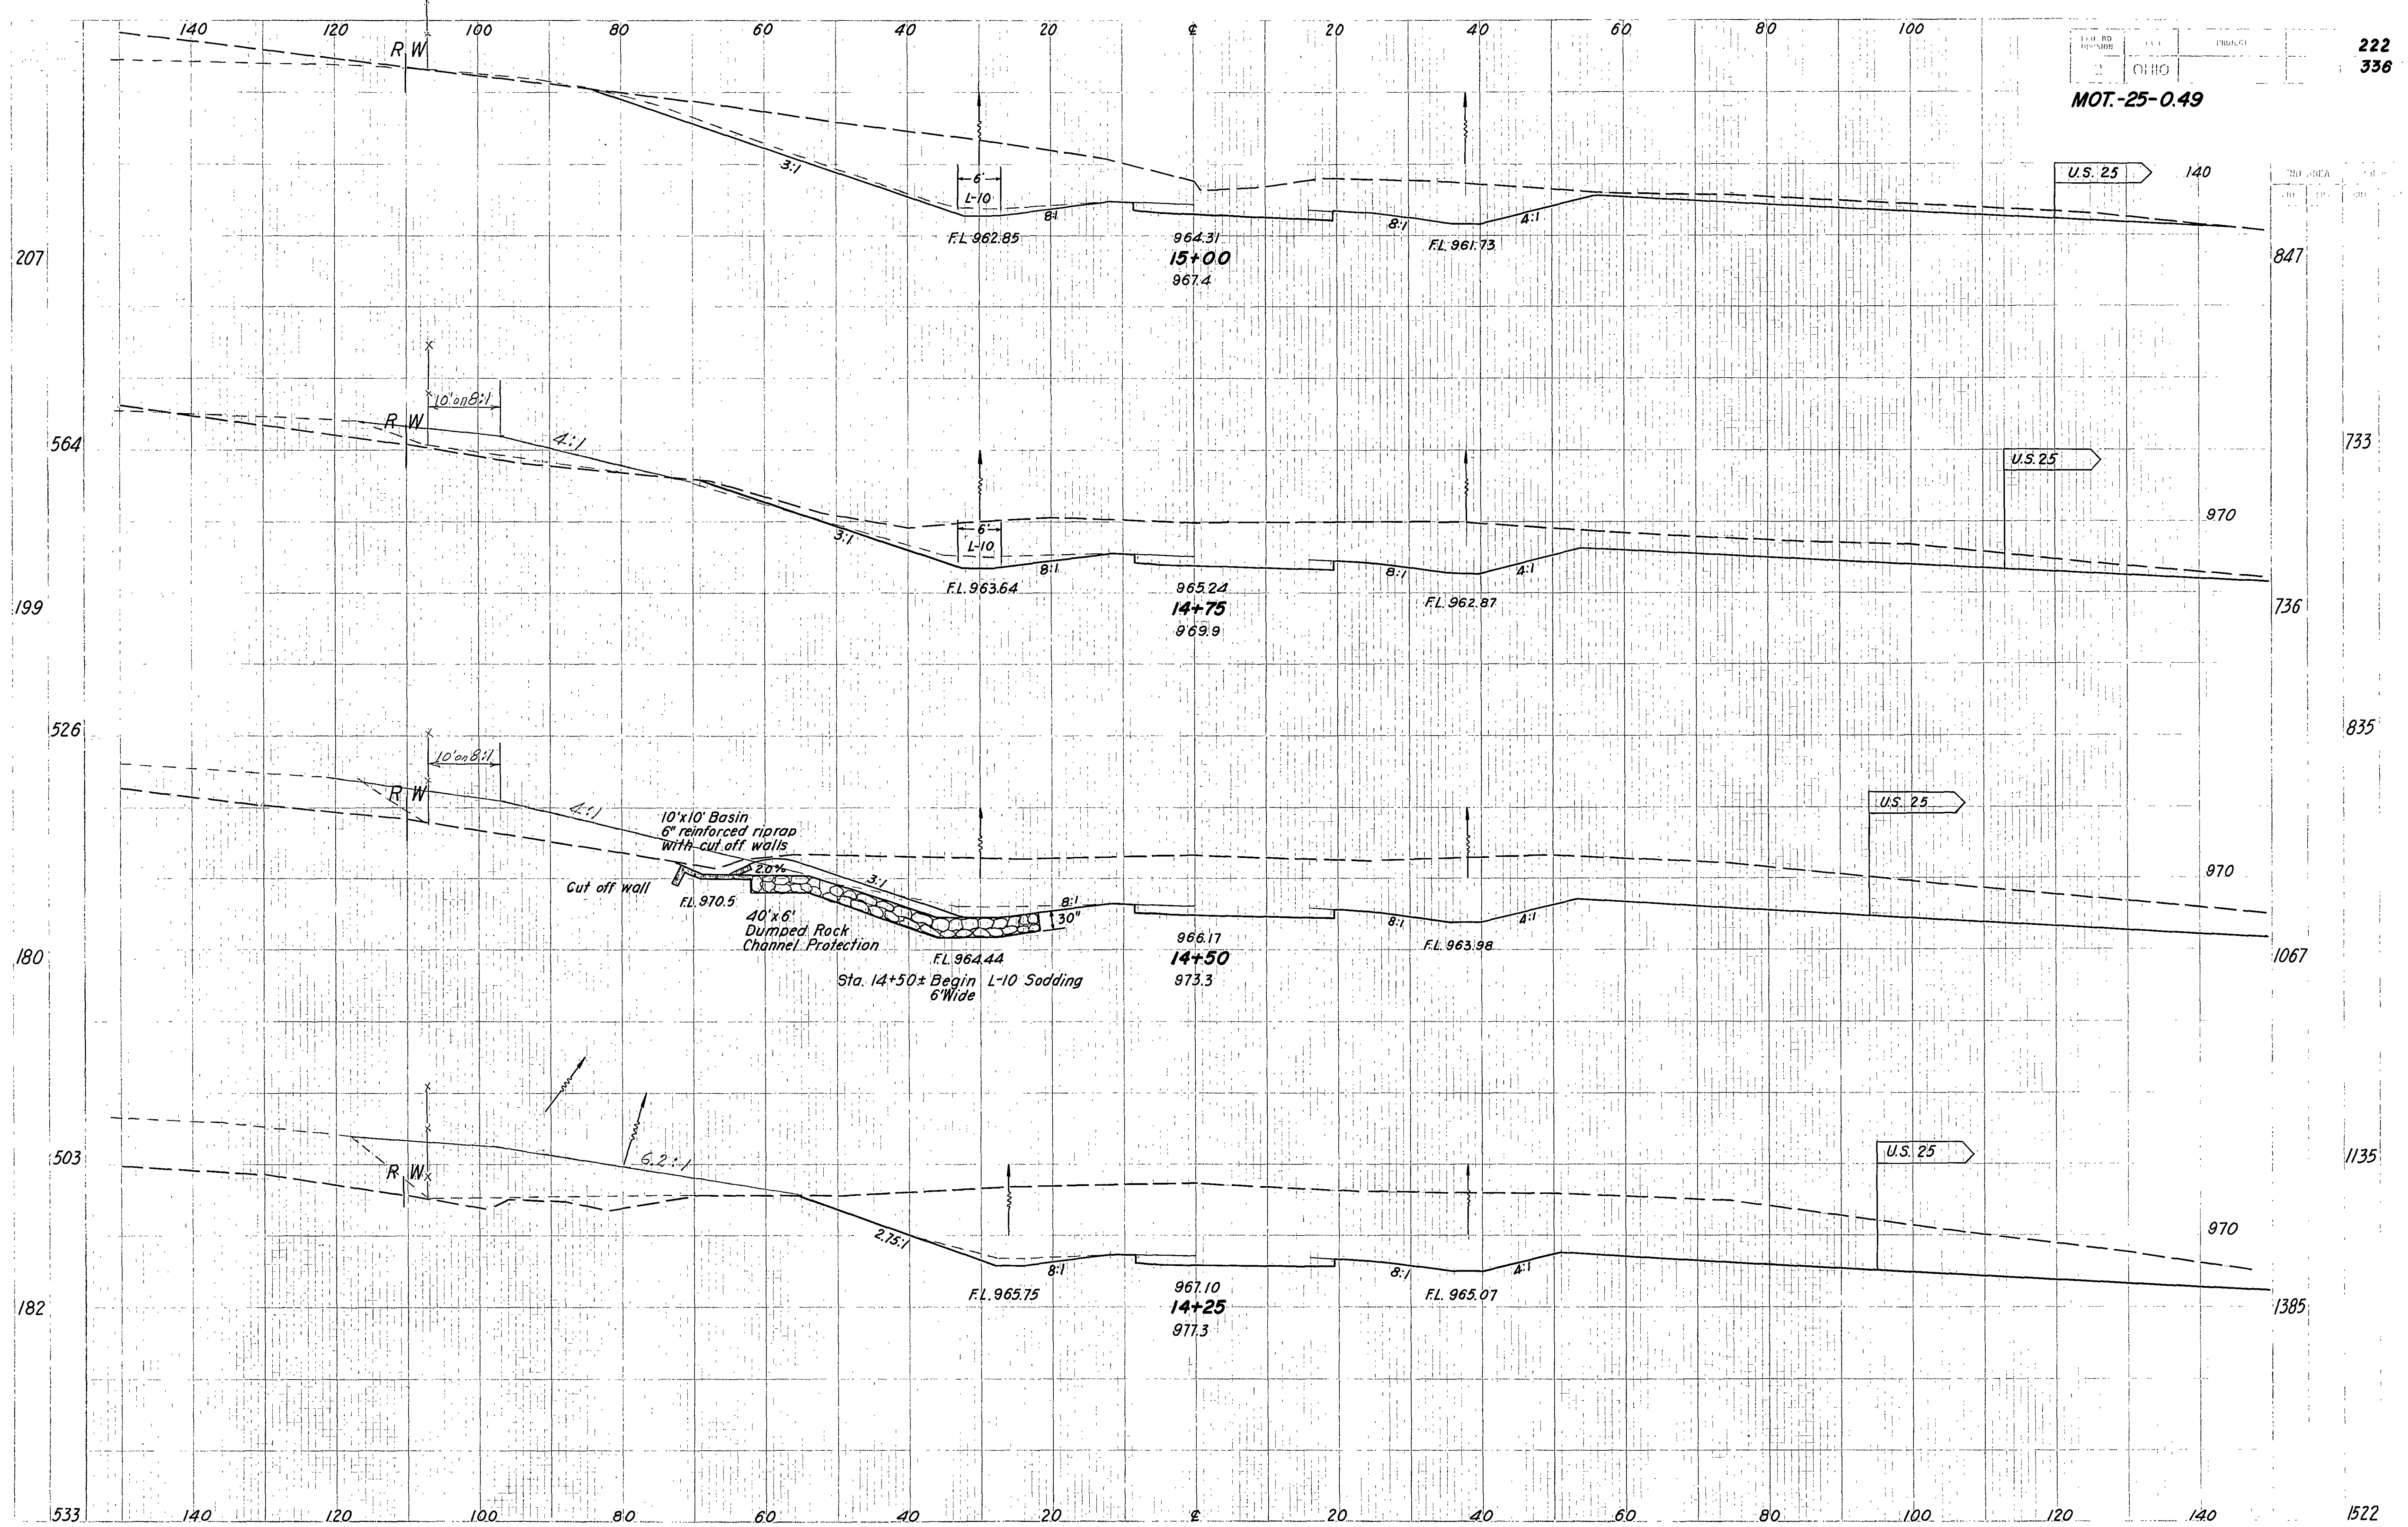 140 120 100 80 60 40 20 ℄ 20 40 60 80 100
222
336
OHIO
MOT.-25-0.49
R W
3:1
6'
L-10
8:1
8:1
4:1
U.S. 25
140
F.L. 962.85
964.31
15+00
967.4
F.L. 961.73
207
847
10' on 8:1
R W
4:1
564
733
U.S. 25
970
6'
L-10
3:1
8:1
8:1
4:1
F.L. 963.64
965.24
14+75
969.9
F.L. 962.87
199
736
526
835
10' on 8:1
R W
4:1
U.S. 25
10'x10' Basin
6" reinforced riprap
with cut off walls
2.0%
3:1
970
Cut off wall
F.L. 970.5
8:1
30"
8:1
4:1
40'x6'
Dumped Rock
Channel Protection
F.L. 964.44
966.17
14+50
973.3
F.L. 963.98
180
1067
Sta. 14+50± Begin L-10 Sodding
6' Wide
503
1135
R W
6.2:1
U.S. 25
970
2.75:1
8:1
8:1
4:1
F.L. 965.75
967.10
14+25
977.3
F.L. 965.07
182
1385
533
140 120 100 80 60 40 20 ℄ 20 40 60 80 100 120 140
1522